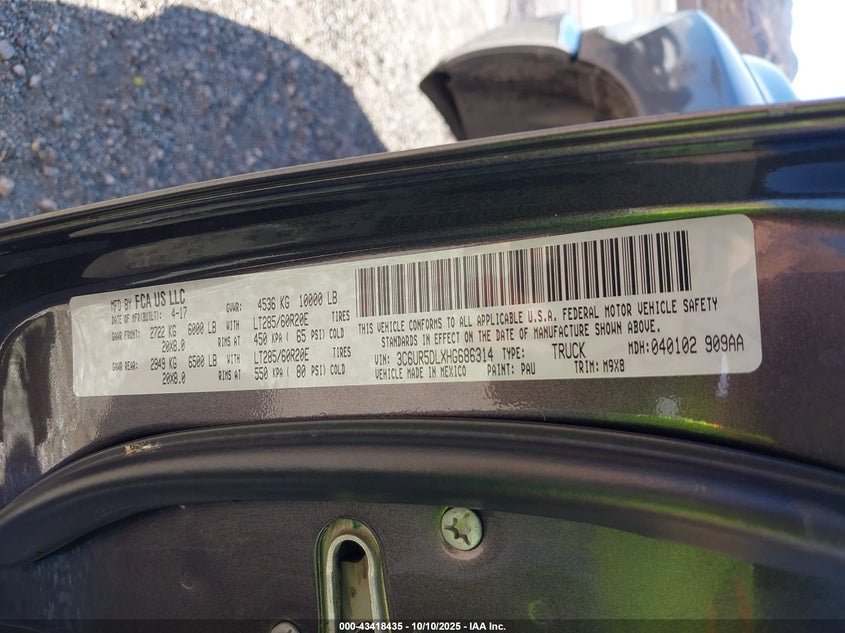 MFD BY FCA US LLC GVWR: 4536 KG 10000 LB
DATE OF MFR(BUILT): 4-17
GAWR FRONT: 2722 KG 6000 LB WITH LT285/60R20E TIRES
20X8.0 RIMS AT 450 KPA ( 65 PSI) COLD
GAWR REAR: 2949 KG 6500 LB WITH LT285/60R20E TIRES
20X8.0 RIMS AT 550 KPA ( 80 PSI) COLD
THIS VEHICLE CONFORMS TO ALL APPLICABLE U.S.A. FEDERAL MOTOR VEHICLE SAFETY
STANDARDS IN EFFECT ON THE DATE OF MANUFACTURE SHOWN ABOVE.
VIN: 3C6UR5DLXHG686314 TYPE: TRUCK MDH: 040102 909AA
VEHICLE MADE IN MEXICO PAINT: PAU TRIM: M9X8
000-43418435 - 10/10/2025 - IAA Inc.